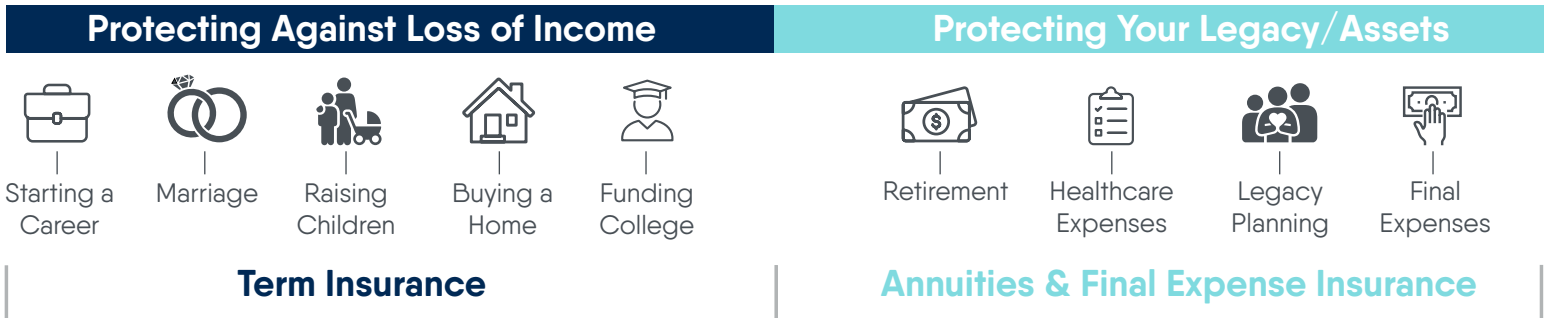 Protecting Against Loss of Income
Protecting Your Legacy/Assets
$
Starting a
Career
Marriage
Raising
Children
Buying a
Home
Funding
College
Retirement
Healthcare
Expenses
Legacy
Planning
Final
Expenses
Term Insurance
Annuities & Final Expense Insurance